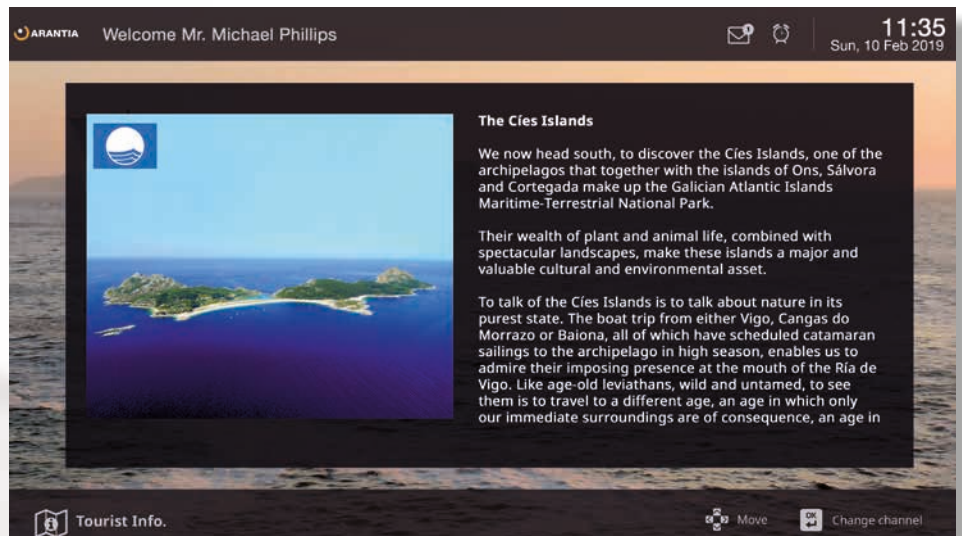 ARANTIA
Welcome Mr. Michael Phillips
1
11:35
Sun, 10 Feb 2019
The Cíes Islands
We now head south, to discover the Cíes Islands, one of the
archipelagos that together with the islands of Ons, Sálvora
and Cortegada make up the Galician Atlantic Islands
Maritime-Terrestrial National Park.
Their wealth of plant and animal life, combined with
spectacular landscapes, make these islands a major and
valuable cultural and environmental asset.
To talk of the Cíes Islands is to talk about nature in its
purest state. The boat trip from either Vigo, Cangas do
Morrazo or Baiona, all of which have scheduled catamaran
sailings to the archipelago in high season, enables us to
admire their imposing presence at the mouth of the Ría de
Vigo. Like age-old leviathans, wild and untamed, to see
them is to travel to a different age, an age in which only
our immediate surroundings are of consequence, an age in
Tourist Info.
Move
OK
Change channel